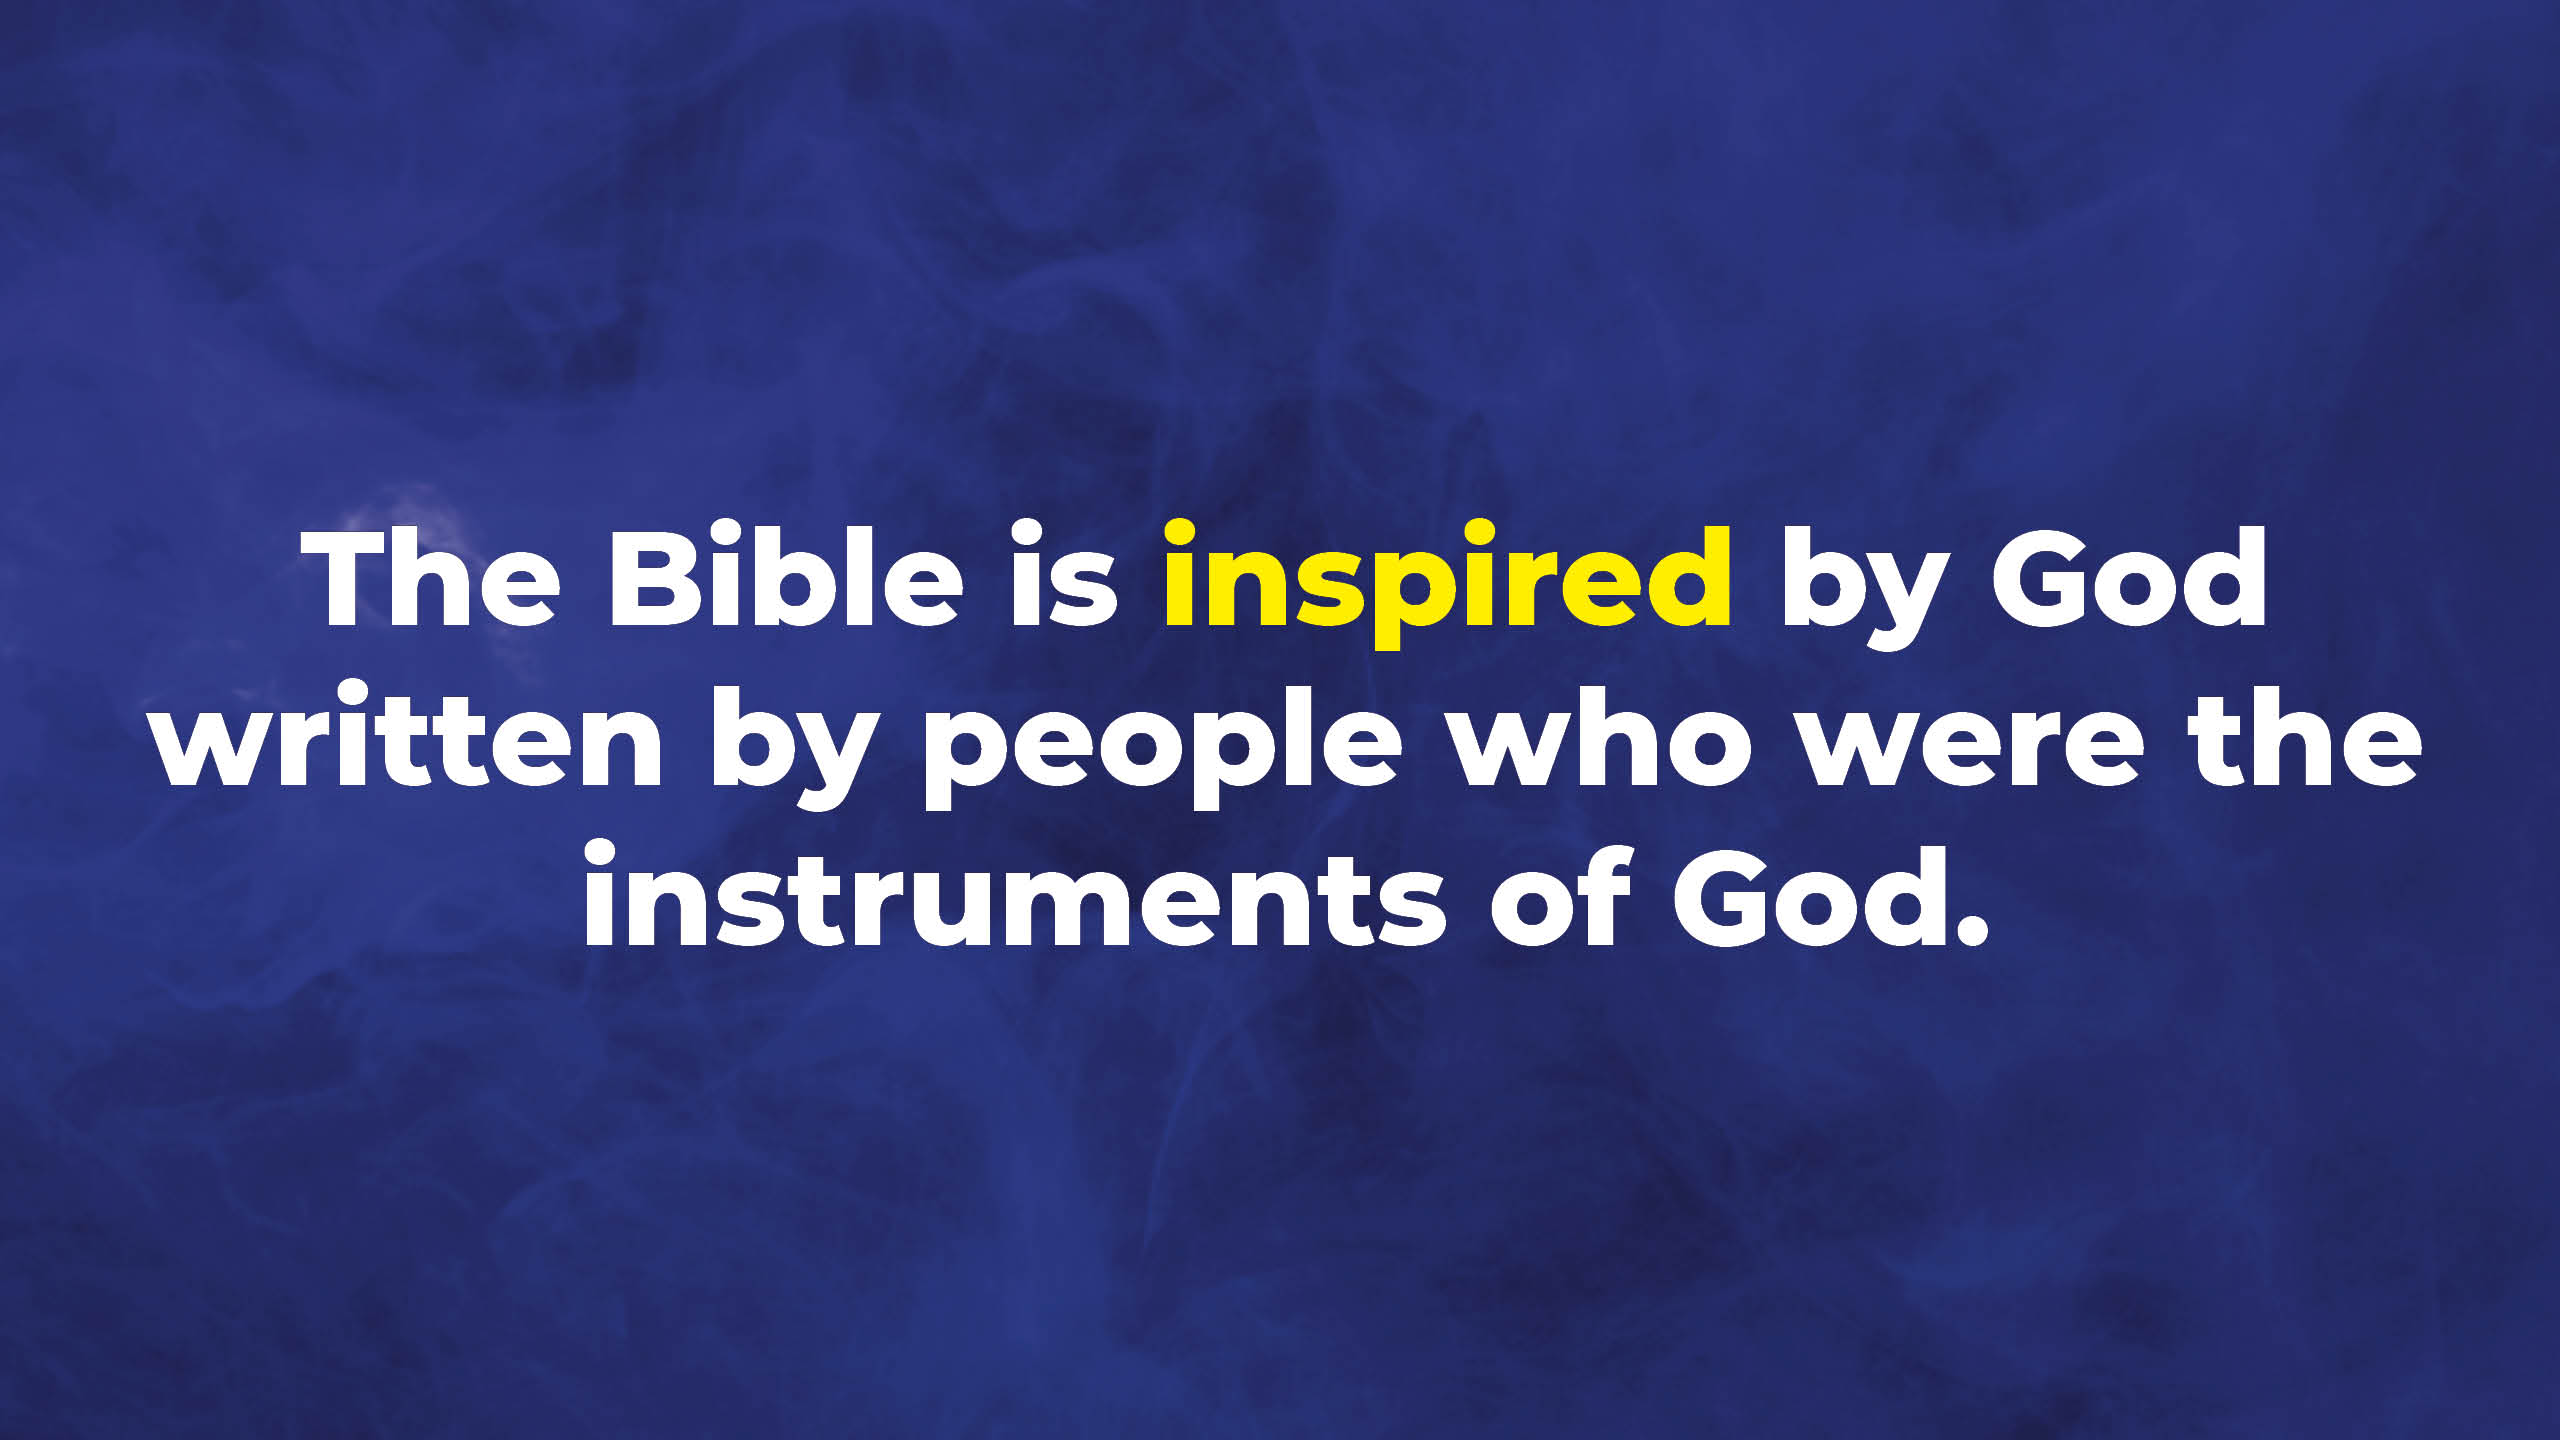 The Bible is inspired by God
written by people who were the
instruments of God.